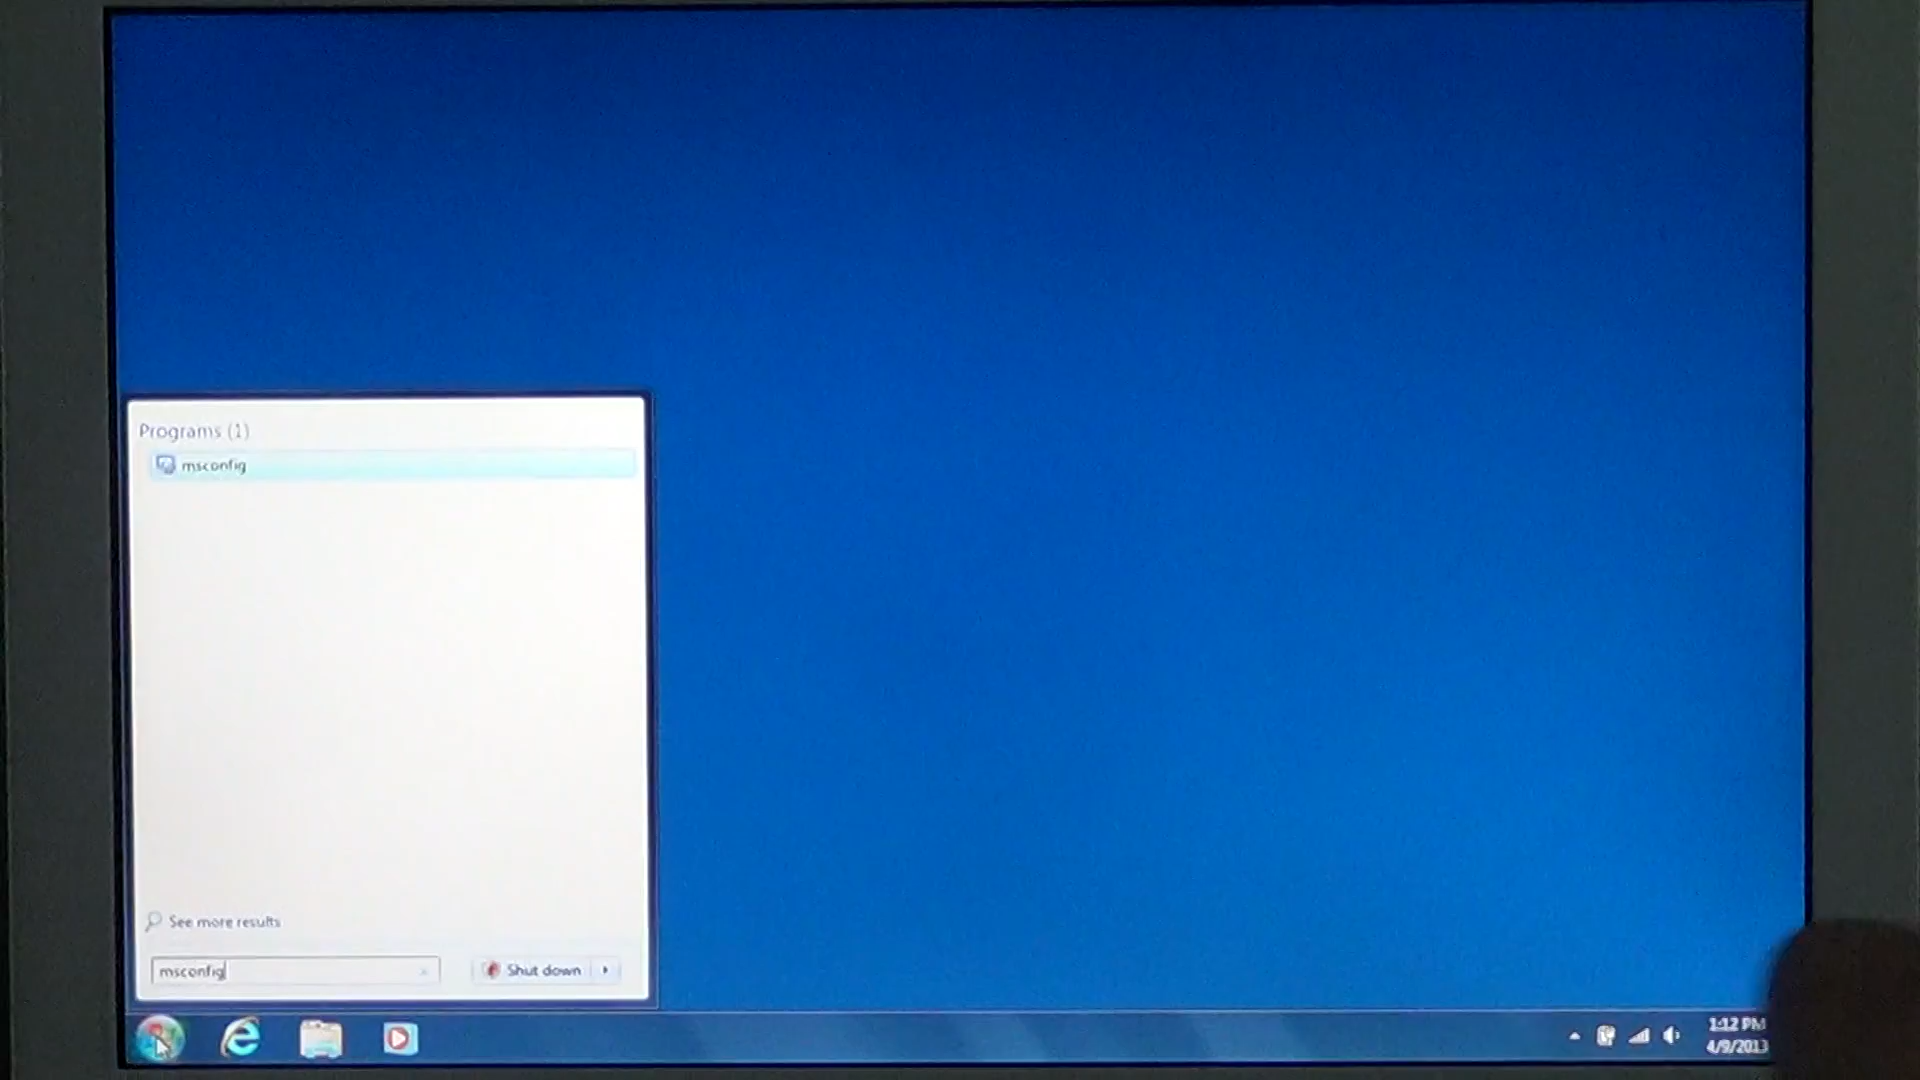 Programs (1)
msconfig
See more results
msconfig
Shut down
1:12 PM
4/9/2013